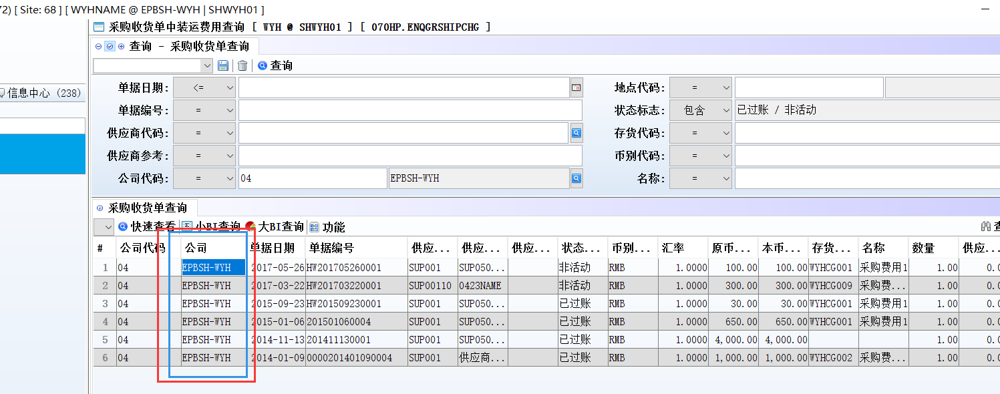 72) [ Site: 68 ] [ WYHNAME @ EPBSH-WYH | SHWYH01 ]
采购收货单中装运费用查询 [ WYH @ SHWYH01 ] [ 070HP.ENQGRSHIPCHG ]
查询 - 采购收货单查询
查询
信息中心 (238)
单据日期: <= 地点代码: =
单据编号: = 状态标志: 包含 已过账 / 非活动
供应商代码: = 存货代码: =
供应商参考: = 币别代码: =
公司代码: = 04 EPBSH-WYH 名称: =
采购收货单查询
快速查看 小BI查询 大BI查询 功能 查
# 公司代码 公司 单据日期 单据编号 供应... 供应... 供应... 状态... 币别... 汇率 原币... 本币... 存货... 名称 数量 供应...
1 04 EPBSH-WYH 2017-05-26 HW201705260001 SUP001 SUP050... 非活动 RMB 1.0000 100.00 100.00 WYHCG001 采购费用1 1.00 0.0
2 04 EPBSH-WYH 2017-03-22 HW201703220001 SUP00110 0423NAME 非活动 RMB 1.0000 300.00 300.00 WYHCG009 采购费... 1.00 0.0
3 04 EPBSH-WYH 2015-09-23 HW201509230001 SUP001 SUP050... 已过账 RMB 1.0000 30.00 30.00 WYHCG001 采购费用1 1.00 0.0
4 04 EPBSH-WYH 2015-01-06 201501060004 SUP001 SUP050... 已过账 RMB 1.0000 650.00 650.00 WYHCG001 采购费用1 1.00 0.0
5 04 EPBSH-WYH 2014-11-13 201411130001 SUP001 SUP050... 已过账 RMB 1.0000 4,000.00 4,000.00 1.00 0.0
6 04 EPBSH-WYH 2014-01-09 0000201401090004 SUP001 供应商... 已过账 RMB 1.0000 1,000.00 1,000.00 WYHCG002 采购费... 1.00 0.0